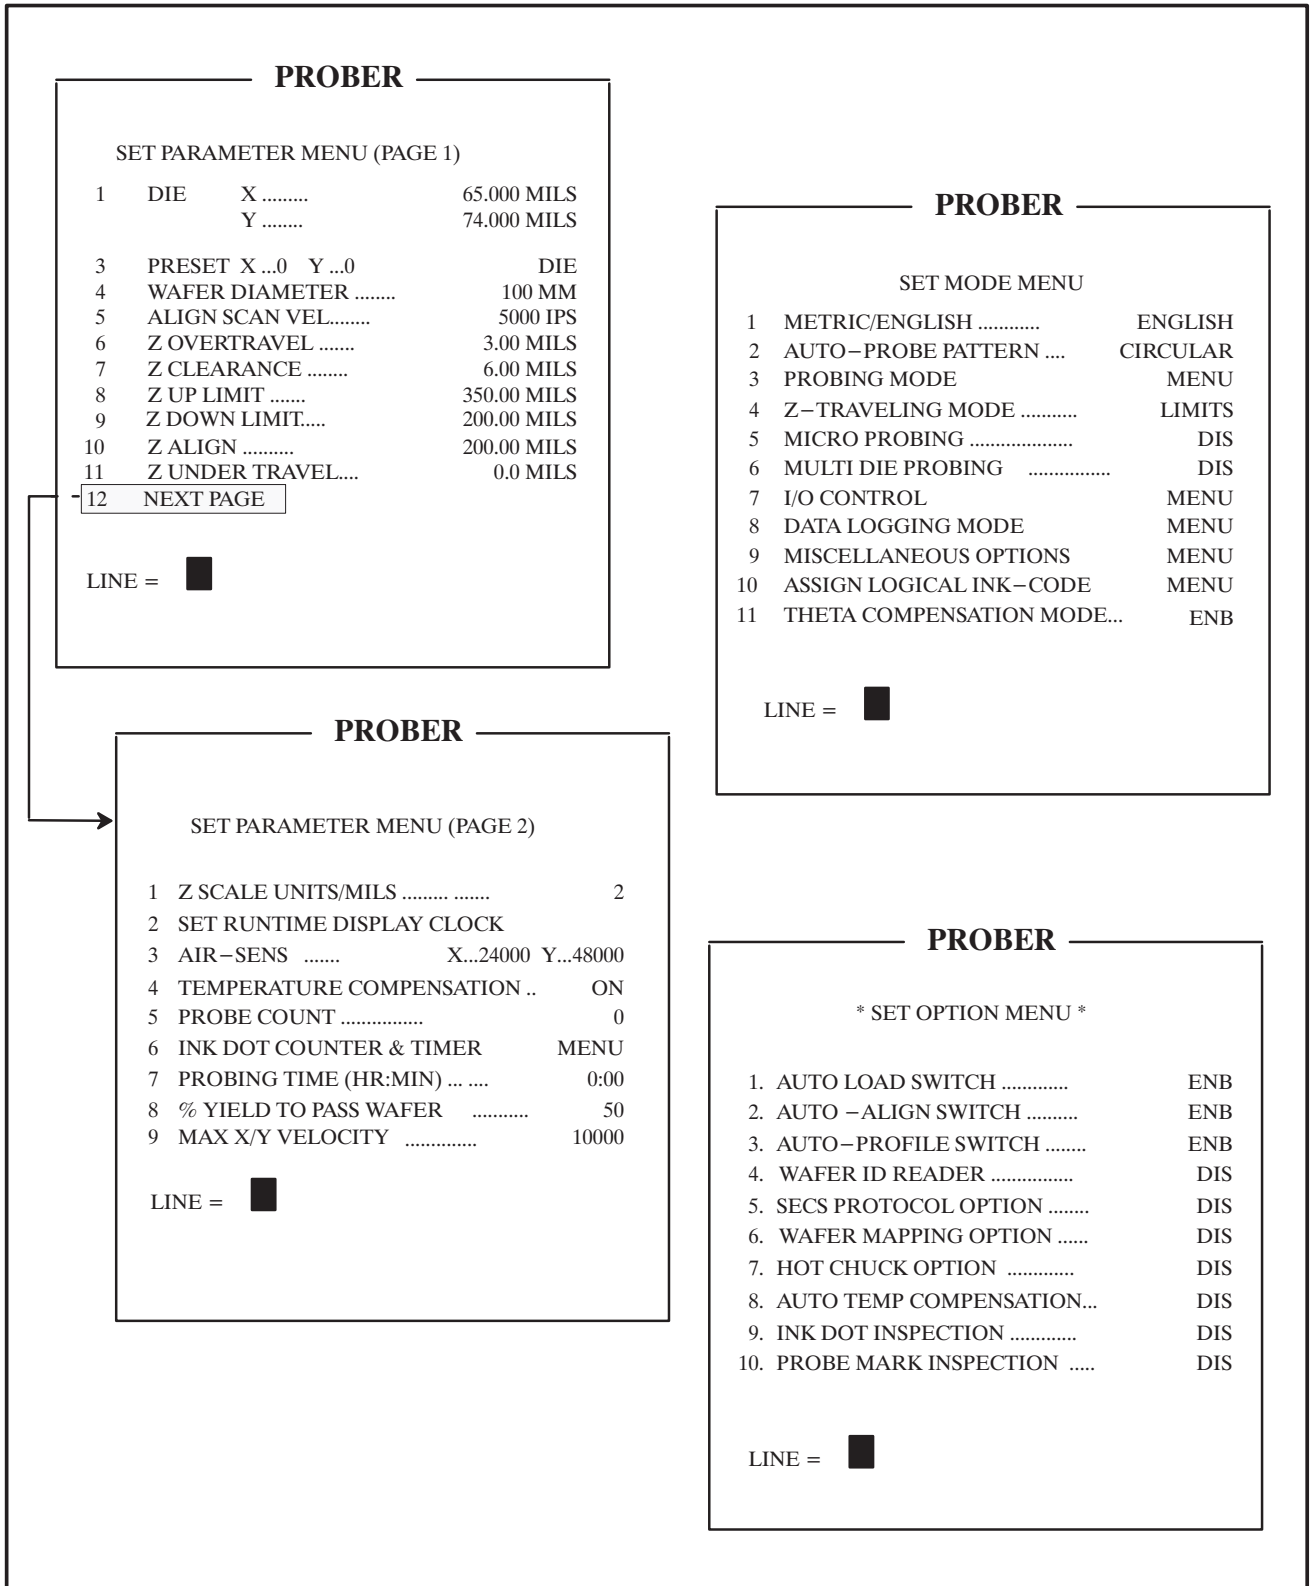 PROBER
SET PARAMETER MENU (PAGE 1)
1 DIE X ......... 65.000 MILS
Y ........ 74.000 MILS
3 PRESET X ...0 Y ...0 DIE
4 WAFER DIAMETER ........ 100 MM
5 ALIGN SCAN VEL........ 5000 IPS
6 Z OVERTRAVEL ....... 3.00 MILS
7 Z CLEARANCE ........ 6.00 MILS
8 Z UP LIMIT ....... 350.00 MILS
9 Z DOWN LIMIT..... 200.00 MILS
10 Z ALIGN .......... 200.00 MILS
11 Z UNDER TRAVEL.... 0.0 MILS
12 NEXT PAGE
LINE =
PROBER
SET MODE MENU
1 METRIC/ENGLISH ............ ENGLISH
2 AUTO−PROBE PATTERN .... CIRCULAR
3 PROBING MODE MENU
4 Z−TRAVELING MODE ........... LIMITS
5 MICRO PROBING .................... DIS
6 MULTI DIE PROBING ................ DIS
7 I/O CONTROL MENU
8 DATA LOGGING MODE MENU
9 MISCELLANEOUS OPTIONS MENU
10 ASSIGN LOGICAL INK−CODE MENU
11 THETA COMPENSATION MODE... ENB
LINE =
PROBER
SET PARAMETER MENU (PAGE 2)
1 Z SCALE UNITS/MILS ......... ....... 2
2 SET RUNTIME DISPLAY CLOCK
3 AIR−SENS ....... X...24000 Y...48000
4 TEMPERATURE COMPENSATION .. ON
5 PROBE COUNT ................ 0
6 INK DOT COUNTER & TIMER MENU
7 PROBING TIME (HR:MIN) ... .... 0:00
8 % YIELD TO PASS WAFER ........... 50
9 MAX X/Y VELOCITY .............. 10000
LINE =
PROBER
* SET OPTION MENU *
1. AUTO LOAD SWITCH ............. ENB
2. AUTO −ALIGN SWITCH .......... ENB
3. AUTO−PROFILE SWITCH ........ ENB
4. WAFER ID READER ................ DIS
5. SECS PROTOCOL OPTION ........ DIS
6. WAFER MAPPING OPTION ...... DIS
7. HOT CHUCK OPTION ............. DIS
8. AUTO TEMP COMPENSATION... DIS
9. INK DOT INSPECTION ............. DIS
10. PROBE MARK INSPECTION ..... DIS
LINE =